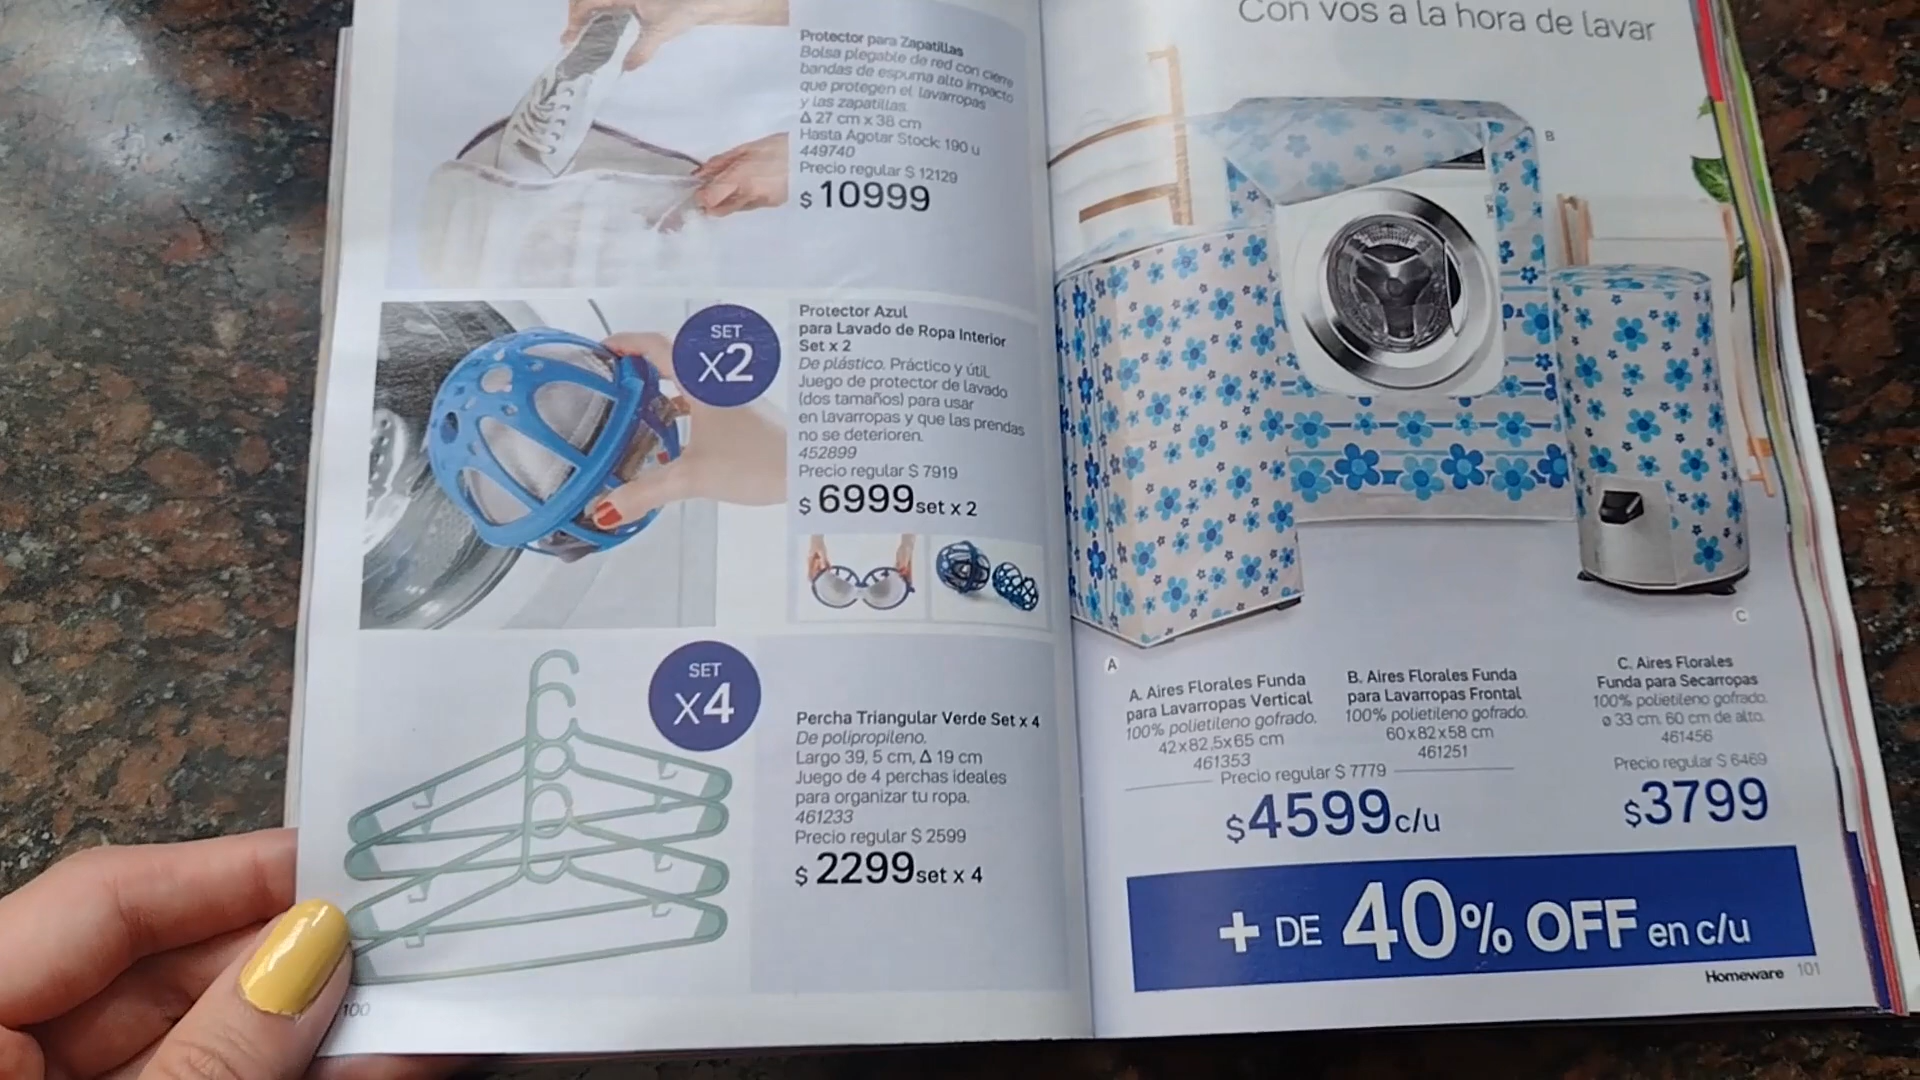 Protector para Zapatillas
Bolsa plegable de red con cierre
bandas de espuma alto impacto
que protegen el lavarropas
y las zapatillas.
Δ 27 cm x 38 cm
Hasta Agotar Stock: 190 u
449740
Precio regular $ 12129
$ 10999
SET
X2
Protector Azul
para Lavado de Ropa Interior
Set x 2
De plástico. Práctico y útil.
Juego de protector de lavado
(dos tamaños) para usar
en lavarropas y que las prendas
no se deterioren.
452899
Precio regular $ 7919
$ 6999 set x 2
SET
X4
Percha Triangular Verde Set x 4
De polipropileno.
Largo 39, 5 cm, Δ 19 cm
Juego de 4 perchas ideales
para organizar tu ropa.
461233
Precio regular $ 2599
$ 2299 set x 4
100
Con vos a la hora de lavar
B
C
A
A. Aires Florales Funda
para Lavarropas Vertical
100% polietileno gofrado.
42x82,5x65 cm
461353
B. Aires Florales Funda
para Lavarropas Frontal
100% polietileno gofrado.
60x82x58 cm
461251
Precio regular $ 7779
$4599 c/u
C. Aires Florales
Funda para Secarropas
100% polietileno gofrado.
ø 33 cm. 60 cm de alto.
461456
Precio regular $ 6469
$3799
+ DE 40% OFF en c/u
Homeware 101